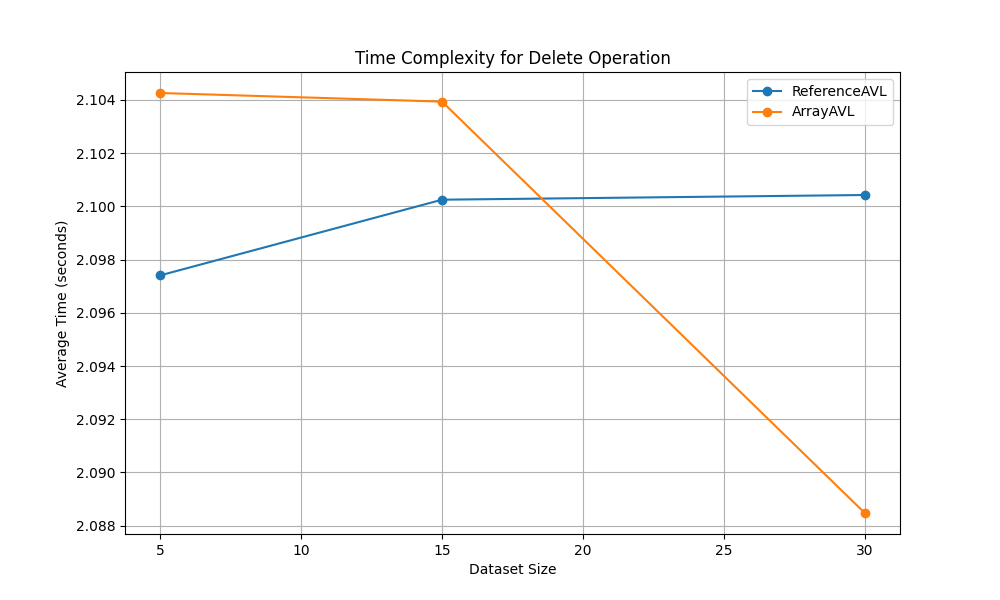 Time Complexity for Delete Operation
ReferenceAVL
ArrayAVL
Average Time (seconds)
2.104
2.102
2.100
2.098
2.096
2.094
2.092
2.090
2.088
5 10 15 20 25 30
Dataset Size